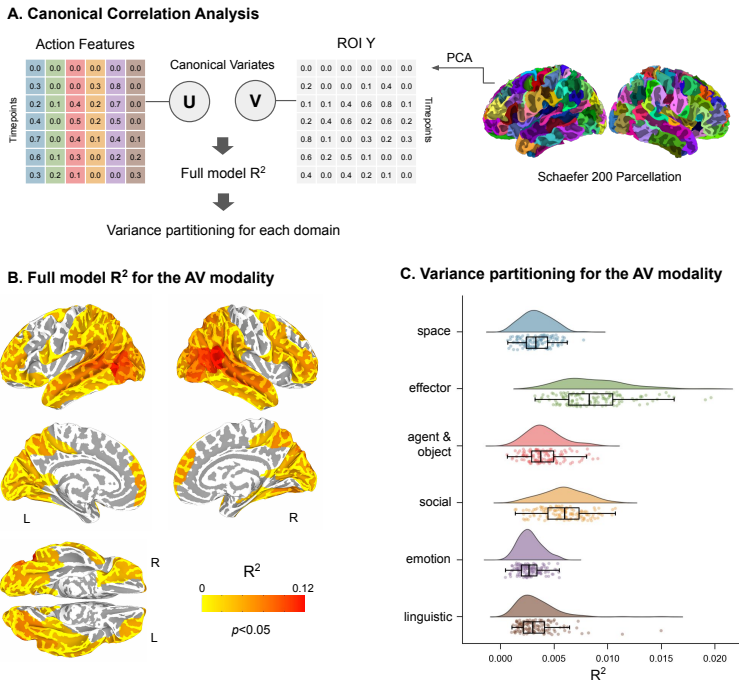 A. Canonical Correlation Analysis
Action Features
Canonical Variates
ROI Y
PCA
Timepoints
0.0 0.0 0.0 0.0 0.0 0.0
0.3 0.0 0.0 0.3 0.8 0.0
0.2 0.1 0.4 0.2 0.7 0.0
0.4 0.0 0.5 0.2 0.5 0.0
0.7 0.0 0.4 0.1 0.4 0.1
0.6 0.1 0.3 0.0 0.2 0.2
0.3 0.2 0.1 0.0 0.0 0.3
U
V
0.0 0.0 0.0 0.0 0.0 0.0
0.2 0.0 0.0 0.1 0.4 0.0
0.1 0.1 0.4 0.6 0.8 0.1
0.2 0.4 0.6 0.2 0.6 0.2
0.8 0.1 0.0 0.3 0.2 0.3
0.6 0.2 0.5 0.1 0.0 0.0
0.4 0.0 0.4 0.2 0.1 0.0
Timepoints
Full model R²
Variance partitioning for each domain
Schaefer 200 Parcellation
B. Full model R² for the AV modality
L
R
R
L
R²
0 0.12
p<0.05
C. Variance partitioning for the AV modality
space
effector
agent &
object
social
emotion
linguistic
0.000 0.005 0.010 0.015 0.020
R²